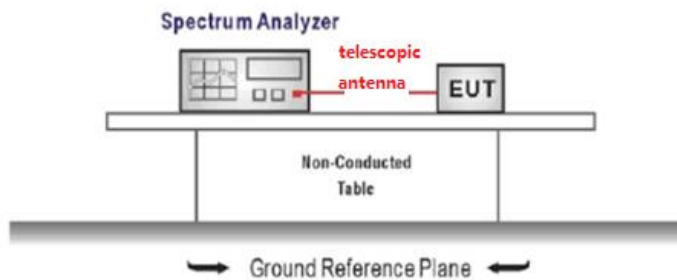 Spectrum Analyzer
telescopic
antenna
EUT
Non-Conducted
Table
Ground Reference Plane